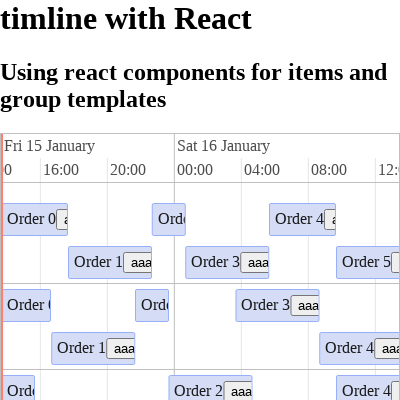 timline with React
Using react components for items and
group templates
Fri 15 January Sat 16 January
0 16:00 20:00 00:00 04:00 08:00 12:
Order 0 a Ord Order 4 a
Order 1 aaa Order 3 aaa Order 5
Order Ord Order 3 aaa
Order 1 aaa Order 4 aaa
Ord Order 2 aaa Order 4